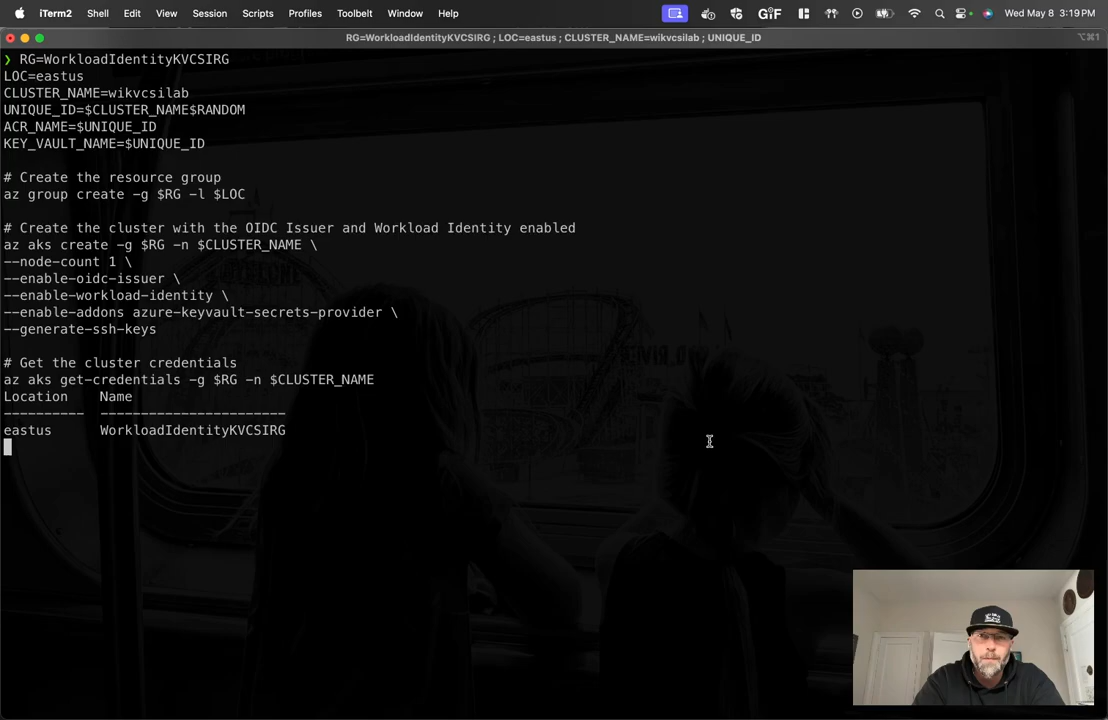 iTerm2 Shell Edit View Session Scripts Profiles Toolbelt Window Help GiF Wed May 8 3:19 PM
RG=WorkloadIdentityKVCSIRG ; LOC=eastus ; CLUSTER_NAME=wikvcsilab ; UNIQUE_ID ⌥⌘1
❯ RG=WorkloadIdentityKVCSIRG
LOC=eastus
CLUSTER_NAME=wikvcsilab
UNIQUE_ID=$CLUSTER_NAME$RANDOM
ACR_NAME=$UNIQUE_ID
KEY_VAULT_NAME=$UNIQUE_ID
# Create the resource group
az group create -g $RG -l $LOC
# Create the cluster with the OIDC Issuer and Workload Identity enabled
az aks create -g $RG -n $CLUSTER_NAME \
--node-count 1 \
--enable-oidc-issuer \
--enable-workload-identity \
--enable-addons azure-keyvault-secrets-provider \
--generate-ssh-keys
# Get the cluster credentials
az aks get-credentials -g $RG -n $CLUSTER_NAME
Location Name
---------- -----------------------
eastus WorkloadIdentityKVCSIRG